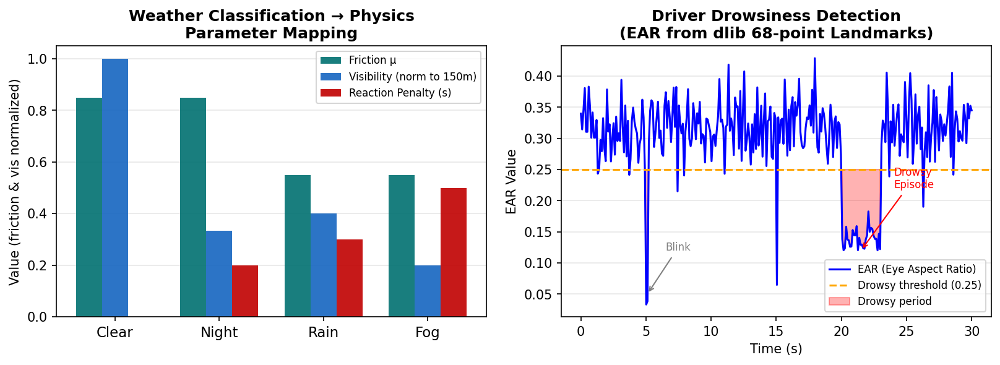 Weather Classification → Physics
Parameter Mapping
Value (friction & vis normalized)
1.0
0.8
0.6
0.4
0.2
0.0
Friction μ
Visibility (norm to 150m)
Reaction Penalty (s)
Clear
Night
Rain
Fog
Driver Drowsiness Detection
(EAR from dlib 68-point Landmarks)
EAR Value
0.40
0.35
0.30
0.25
0.20
0.15
0.10
0.05
Drowsy
Episode
Blink
EAR (Eye Aspect Ratio)
Drowsy threshold (0.25)
Drowsy period
0
5
10
15
20
25
30
Time (s)